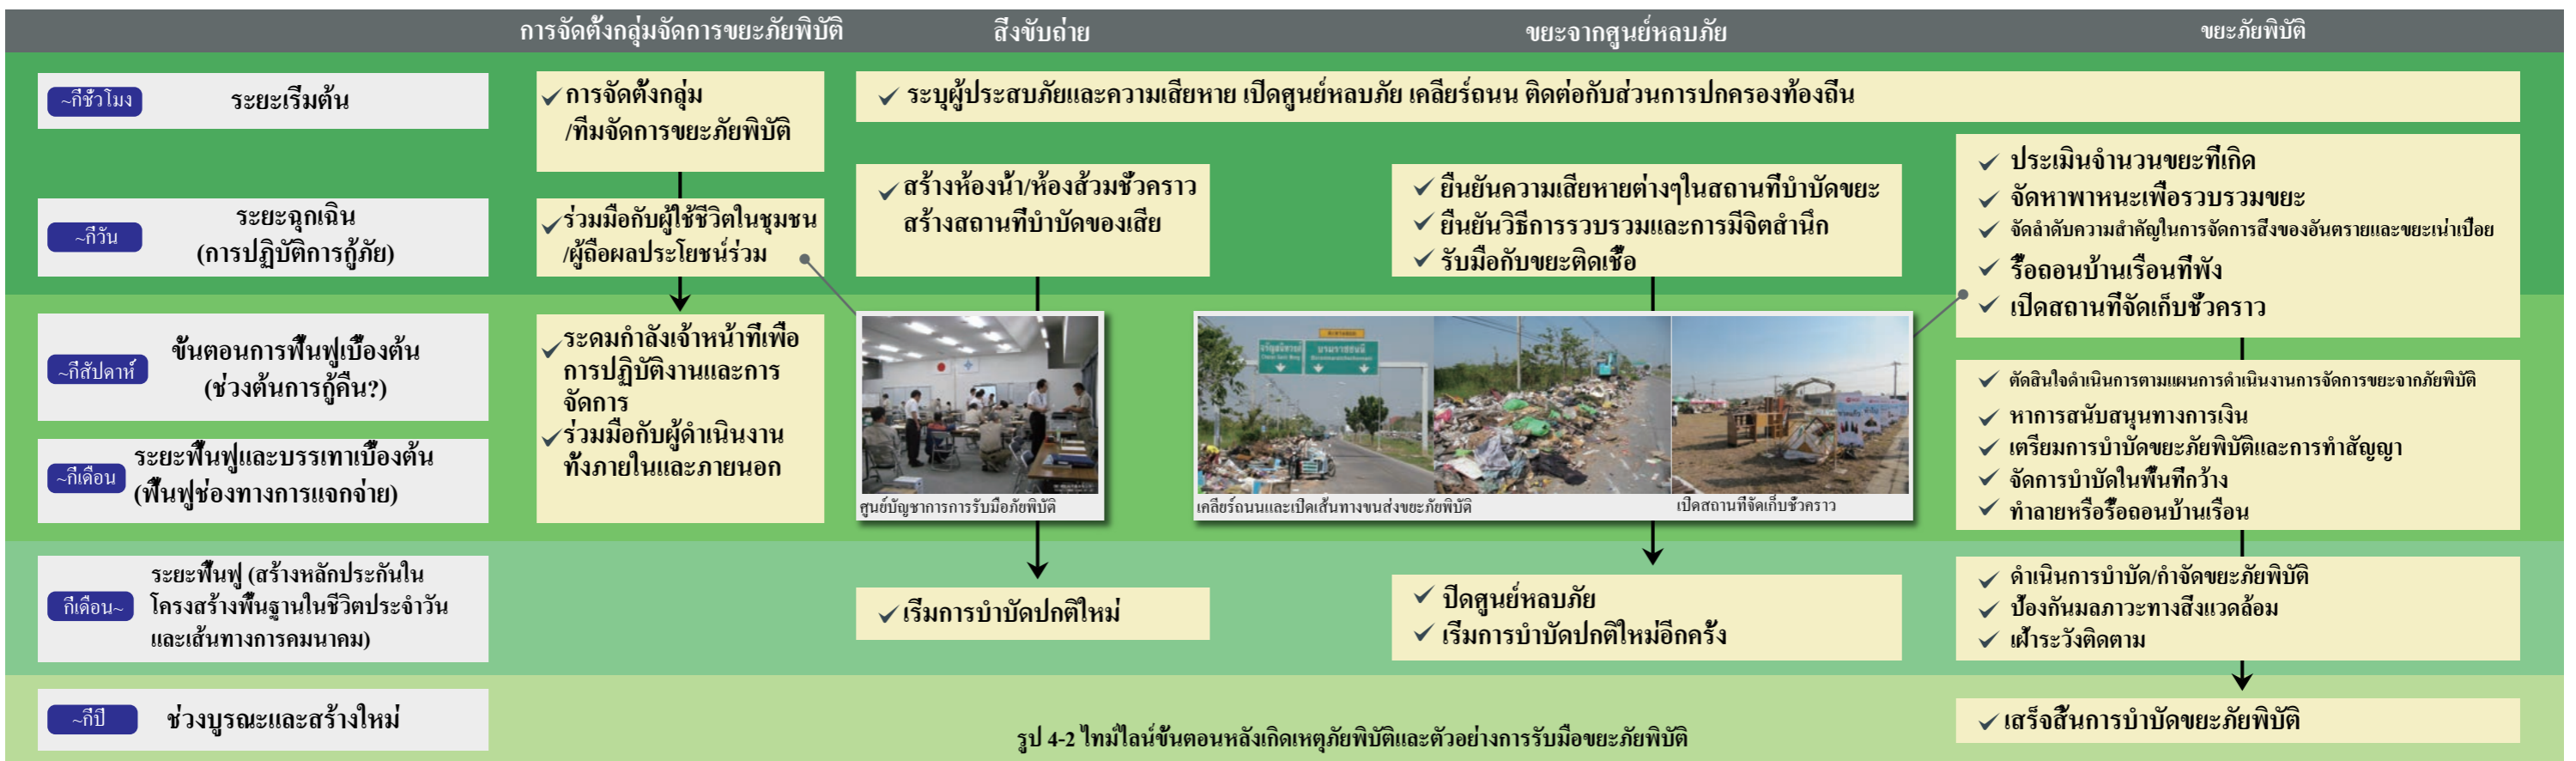 การจัดตั้งกลุ่มจัดการขยะภัยพิบัติ
สิ่งขับถ่าย
ขยะจากศูนย์หลบภัย
ขยะภัยพิบัติ
~กี่ชั่วโมง
ระยะเริ่มต้น
✓ การจัดตั้งกลุ่ม
/ทีมจัดการขยะภัยพิบัติ
✓ ระบุผู้ประสบภัยและความเสียหาย เปิดศูนย์หลบภัย เคลียร์ถนน ติดต่อกับส่วนการปกครองท้องถิ่น
~กี่วัน
ระยะฉุกเฉิน
(การปฏิบัติการกู้ภัย)
✓ ร่วมมือกับผู้ใช้ชีวิตในชุมชน
/ผู้ถือผลประโยชน์ร่วม
✓ สร้างห้องน้ำ/ห้องส้วมชั่วคราว
สร้างสถานที่บำบัดของเสีย
✓ ยืนยันความเสียหายต่างๆในสถานที่บำบัดขยะ
✓ ยืนยันวิธีการรวบรวมและการมีจิตสำนึก
✓ รับมือกับขยะติดเชื้อ
✓ ประเมินจำนวนขยะที่เกิด
✓ จัดหาพาหนะเพื่อรวบรวมขยะ
✓ จัดลำดับความสำคัญในการจัดการสิ่งของอันตรายและขยะเน่าเปื่อย
✓ รื้อถอนบ้านเรือนที่พัง
✓ เปิดสถานที่จัดเก็บชั่วคราว
~กี่สัปดาห์
ขั้นตอนการฟื้นฟูเบื้องต้น
(ช่วงต้นการกู้คืน?)
~กี่เดือน
ระยะฟื้นฟูและบรรเทาเบื้องต้น
(ฟื้นฟูช่องทางการแจกจ่าย)
✓ ระดมกำลังเจ้าหน้าที่เพื่อ
การปฏิบัติงานและการ
จัดการ
✓ ร่วมมือกับผู้ดำเนินงาน
ทั้งภายในและภายนอก
จรัญสนิทวงศ์
บรมราชชนนี
ศูนย์บัญชาการการรับมือภัยพิบัติ
เคลียร์ถนนและเปิดเส้นทางขนส่งขยะภัยพิบัติ
เปิดสถานที่จัดเก็บชั่วคราว
✓ ตัดสินใจดำเนินการตามแผนการดำเนินงานการจัดการขยะจากภัยพิบัติ
✓ หาการสนับสนุนทางการเงิน
✓ เตรียมการบำบัดขยะภัยพิบัติและการทำสัญญา
✓ จัดการบำบัดในพื้นที่กว้าง
✓ ทำลายหรือรื้อถอนบ้านเรือน
กี่เดือน~
ระยะฟื้นฟู (สร้างหลักประกันใน
โครงสร้างพื้นฐานในชีวิตประจำวัน
และเส้นทางการคมนาคม)
✓ เริ่มการบำบัดปกติใหม่
✓ ปิดศูนย์หลบภัย
✓ เริ่มการบำบัดปกติใหม่อีกครั้ง
✓ ดำเนินการบำบัด/กำจัดขยะภัยพิบัติ
✓ ป้องกันมลภาวะทางสิ่งแวดล้อม
✓ เฝ้าระวังติดตาม
~กี่ปี
ช่วงบูรณะและสร้างใหม่
✓ เสร็จสิ้นการบำบัดขยะภัยพิบัติ
รูป 4-2 ไทม์ไลน์ขั้นตอนหลังเกิดเหตุภัยพิบัติและตัวอย่างการรับมือขยะภัยพิบัติ